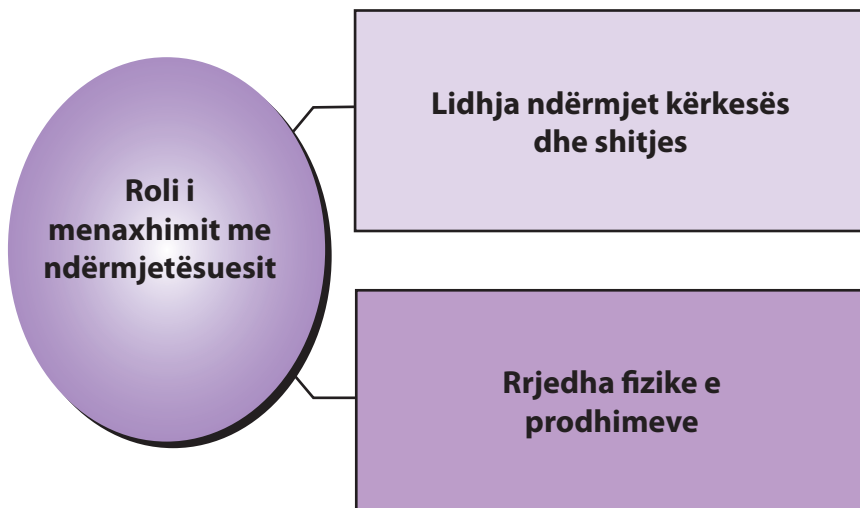 Roli i
menaxhimit me
ndërmjetësuesit
Lidhja ndërmjet kërkesës
dhe shitjes
Rrjedha fizike e
prodhimeve